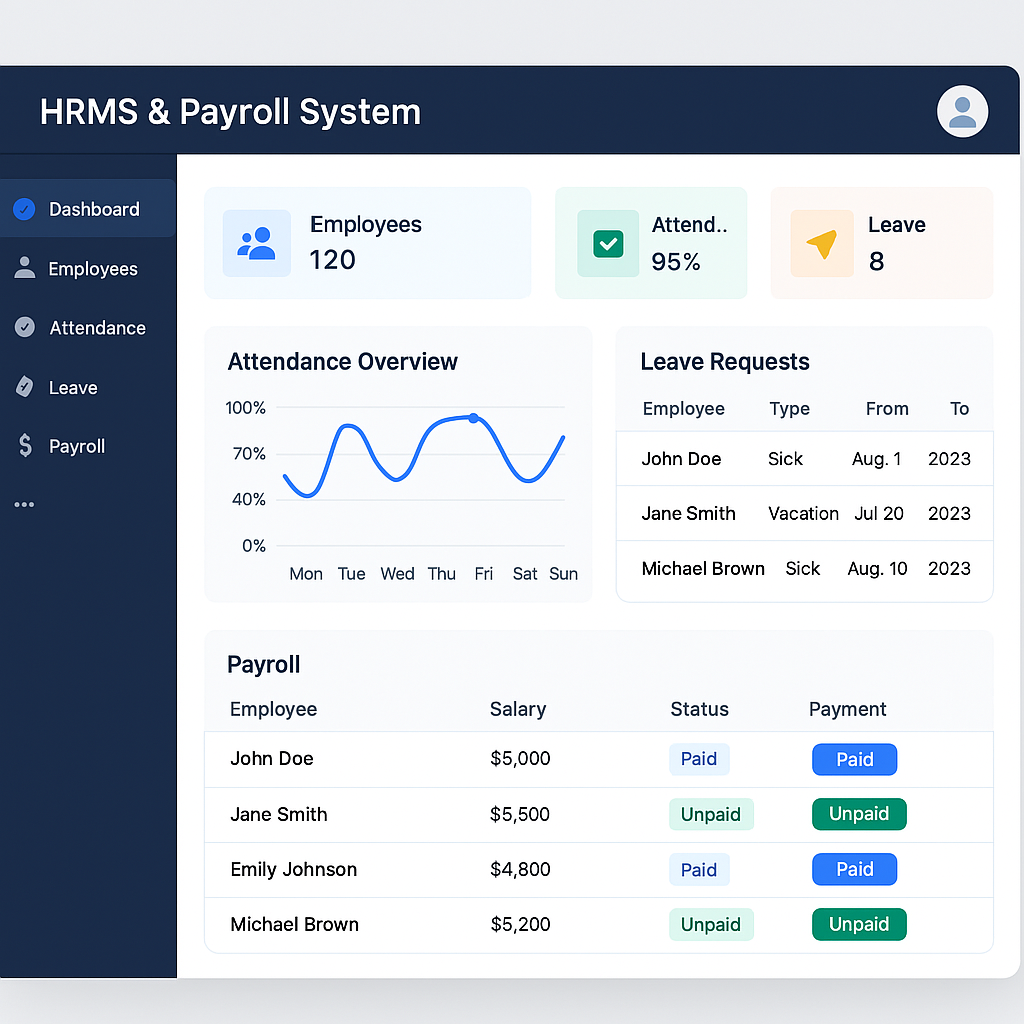 HRMS & Payroll System
Dashboard
Employees
Attendance
Leave
Payroll
...
Employees
120
Attend..
95%
Leave
8
Attendance Overview
100%
70%
40%
0%
Mon Tue Wed Thu Fri Sat Sun
Leave Requests
Employee Type From To
John Doe Sick Aug. 1 2023
Jane Smith Vacation Jul 20 2023
Michael Brown Sick Aug. 10 2023
Payroll
Employee Salary Status Payment
John Doe $5,000 Paid Paid
Jane Smith $5,500 Unpaid Unpaid
Emily Johnson $4,800 Paid Paid
Michael Brown $5,200 Unpaid Unpaid